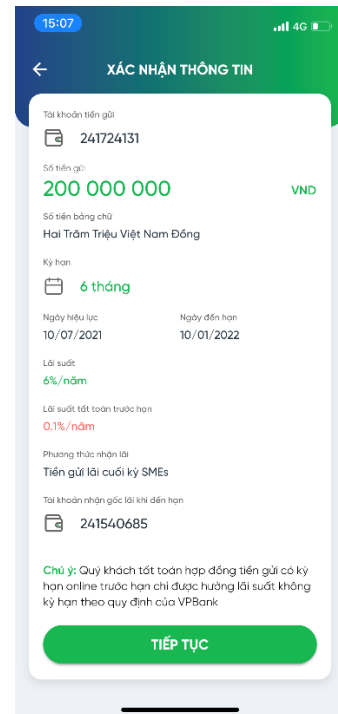 15:07
4G
XÁC NHẬN THÔNG TIN
Tài khoản tiền gửi
241724131
Số tiền gửi
200 000 000 VND
Số tiền bằng chữ
Hai Trăm Triệu Việt Nam Đồng
Kỳ hạn
6 tháng
Ngày hiệu lực Ngày đến hạn
10/07/2021 10/01/2022
Lãi suất
6%/năm
Lãi suất tất toán trước hạn
0.1%/năm
Phương thức nhận lãi
Tiền gửi lãi cuối kỳ SMEs
Tài khoản nhận gốc lãi khi đến hạn
241540685
Chú ý: Quý khách tất toán hợp đồng tiền gửi có kỳ
hạn online trước hạn chỉ được hưởng lãi suất không
kỳ hạn theo quy định của VPBank
TIẾP TỤC